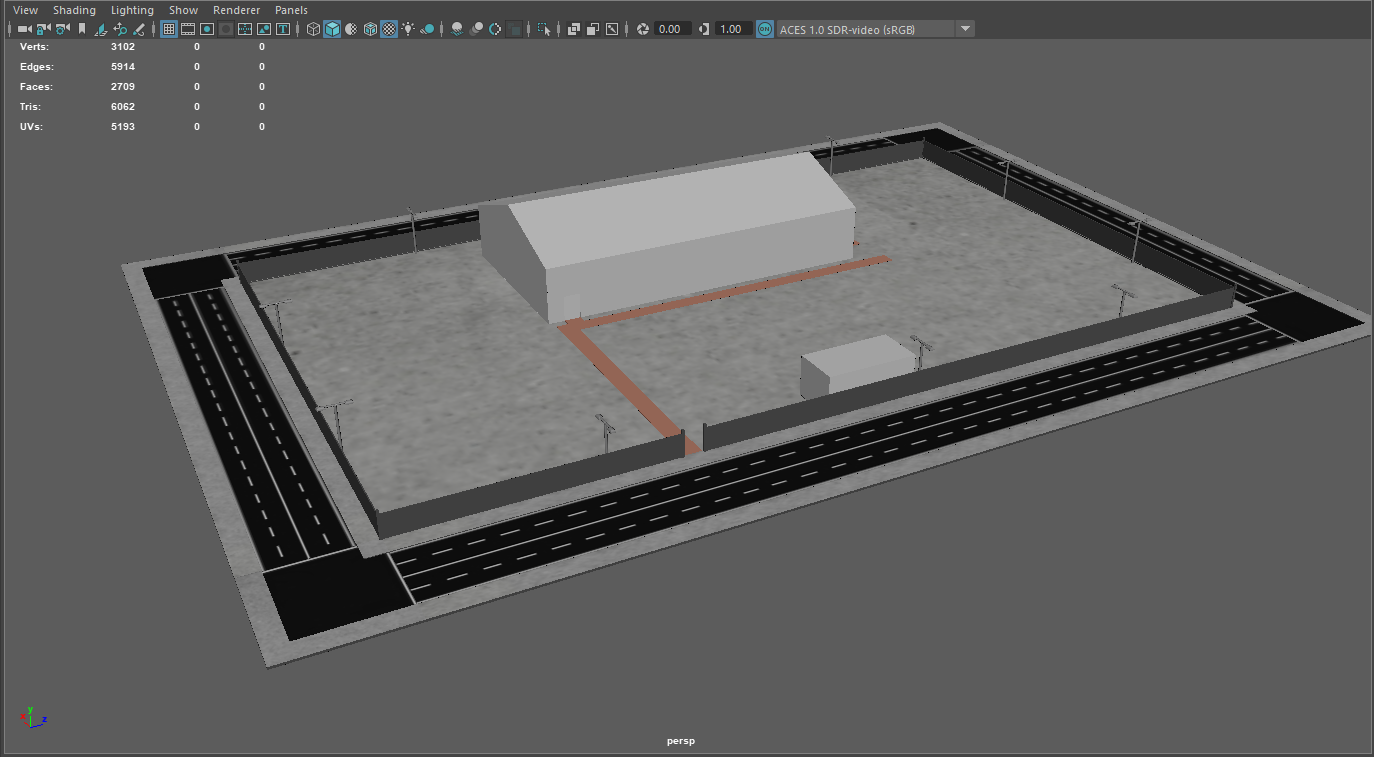 View Shading Lighting Show Renderer Panels
0.00 1.00 ON ACES 1.0 SDR-video (sRGB)
Verts: 3102 0 0
Edges: 5914 0 0
Faces: 2709 0 0
Tris: 6062 0 0
UVs: 5193 0 0
y
x z
persp